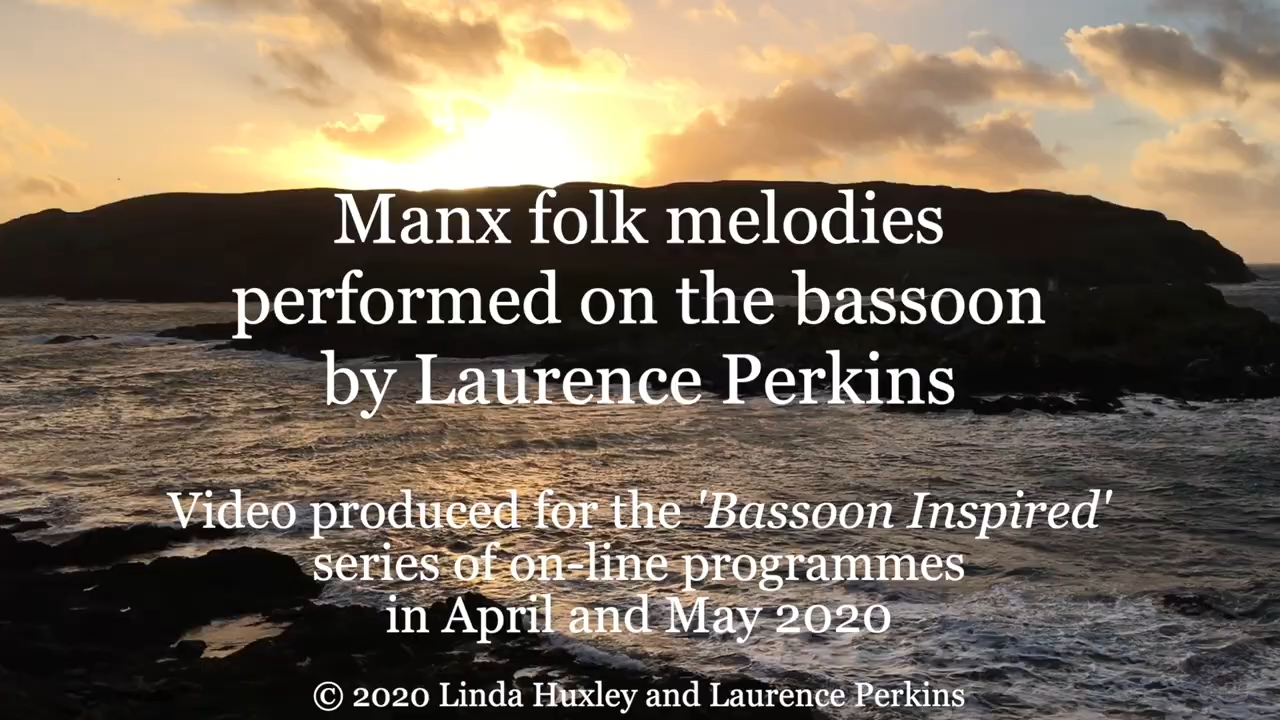 Manx folk melodies
performed on the bassoon
by Laurence Perkins
Video produced for the 'Bassoon Inspired'
series of on-line programmes
in April and May 2020
© 2020 Linda Huxley and Laurence Perkins